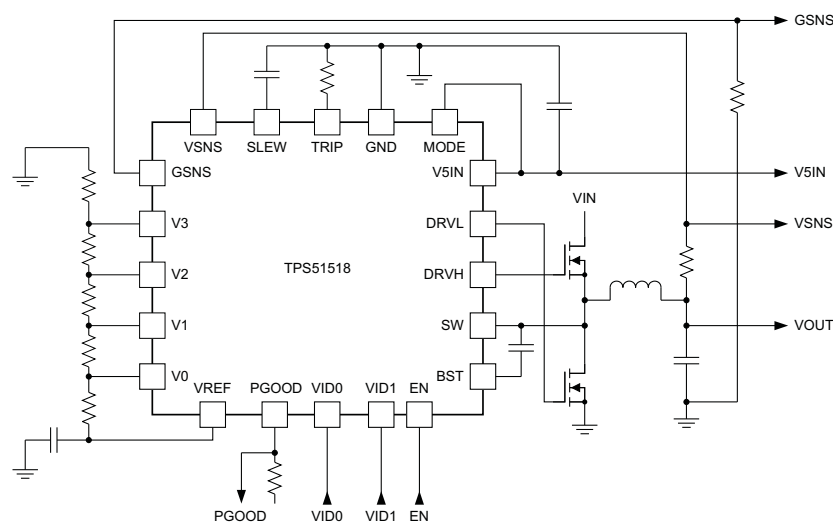 GSNS
VSNS
SLEW
TRIP
GND
MODE
GSNS
V5IN
V5IN
VIN
V3
DRVL
VSNS
V2
TPS51518
DRVH
V1
SW
VOUT
V0
VREF
PGOOD
VID0
VID1
EN
BST
PGOOD
VID0
VID1
EN